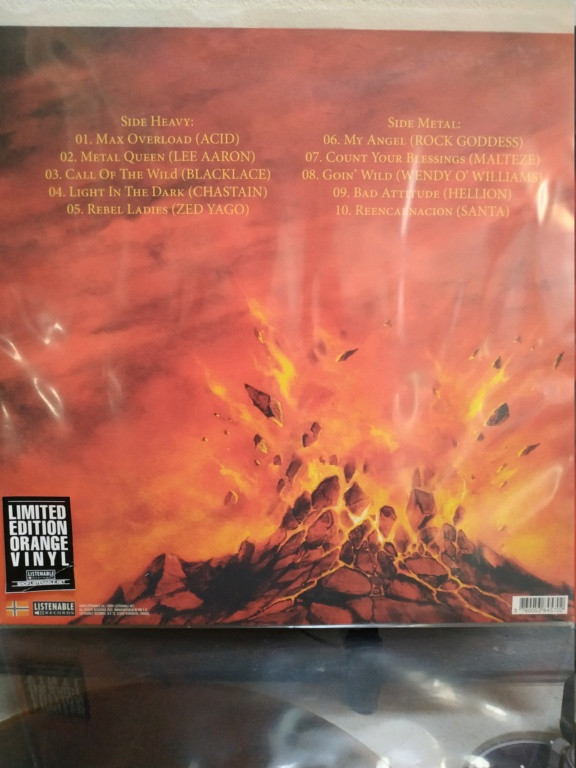 Side Heavy:
01. Max Overload (ACID)
02. Metal Queen (LEE AARON)
03. Call Of The Wild (BLACKLACE)
04. Light In The Dark (CHASTAIN)
05. Rebel Ladies (ZED YAGO)
Side Metal:
06. My Angel (ROCK GODDESS)
07. Count Your Blessings (MALTEZE)
08. Goin' Wild (WENDY O' WILLIAMS)
09. Bad Attitude (HELLION)
10. Reencarnacion (SANTA)
LIMITED
EDITION
ORANGE
VINYL
LISTENABLE
LISTENABLE
RECORDS